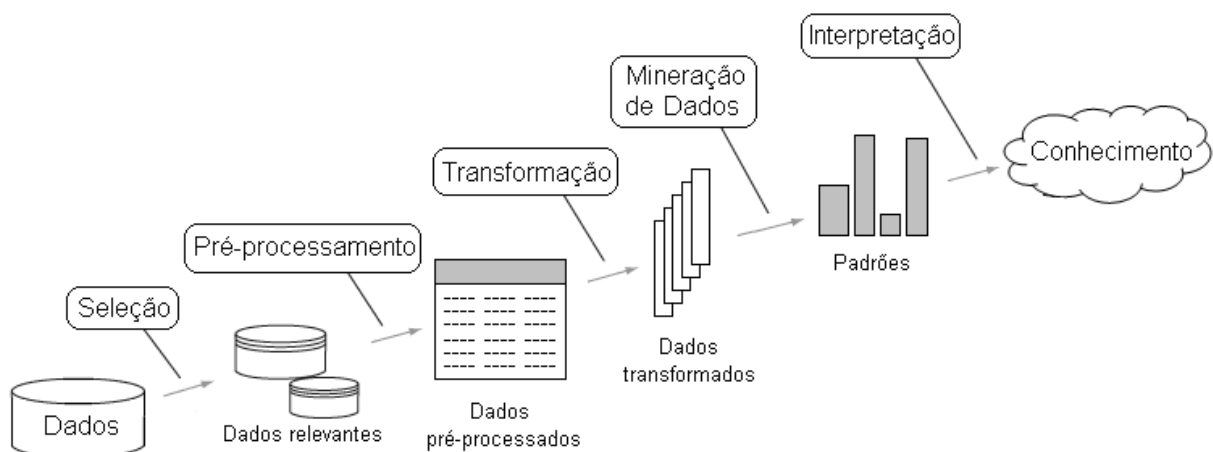 Interpretação
Mineração
de Dados
Conhecimento
Transformação
Pré-processamento
Padrões
Seleção
Dados
transformados
Dados
Dados relevantes
Dados
pré-processados